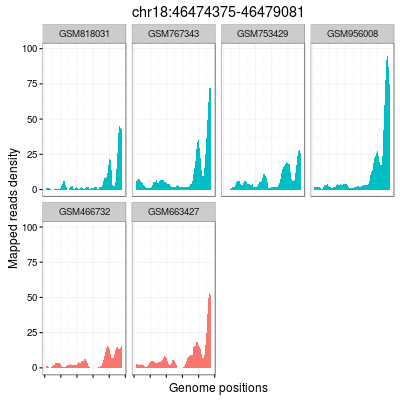 chr18:46474375-46479081
GSM818031 GSM767343 GSM753429 GSM956008
100
75
50
25
0
GSM466732 GSM663427
100
75
50
25
0
Mapped reads density
Genome positions